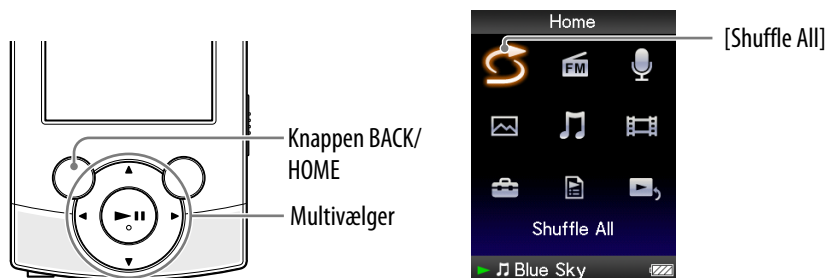 Home
[Shuffle All]
FM
Knappen BACK/
HOME
Multivælger
Shuffle All
Blue Sky